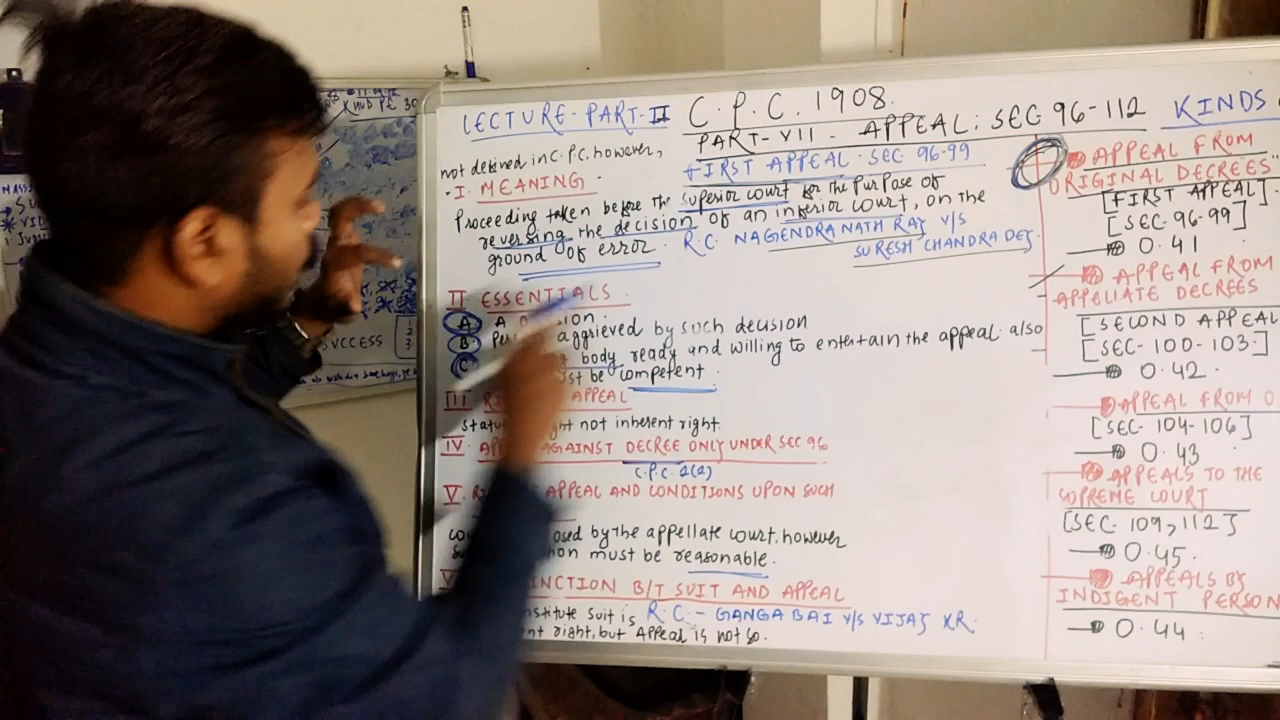 LECTURE-PART-II
C.P.C. 1908.
PART-VII - APPEAL: SEC 96-112
FIRST APPEAL- SEC 96-99
not defined in C.P.C. however,
I. MEANING -
Proceeding taken before the superior court for the purpose of
reversing the decision of an inferior court, on the
ground of error.
R.C. NAGENDRA NATH RAY V/S
SURESH CHANDRA DEY.
II ESSENTIALS.
A A
B aggrieved by such decision
C body ready and willing to entertain the appeal also
be competent.
III APPEAL
not inherent right.
IV. AGAINST DECREE ONLY UNDER SEC 96
C.P.C. 2(2)
V. APPEAL AND CONDITIONS UPON SUCH
by the appellate court, however
must be reasonable.
B/T SUIT AND APPEAL
suit is R.C.- GANGA BAI V/S VIJAY KR.
right, but Appeal is not so.
KINDS
APPEAL FROM
ORIGINAL DECREES"
[FIRST APPEAL]
[SEC-96-99]
O.41
APPEAL FROM
APPELLATE DECREES
[SECOND APPEAL
[SEC-100-103]
O.42.
APPEAL FROM O
[SEC-104-106]
O.43
APPEALS TO THE
SUPREME COURT
[SEC-109,112]
O.45.
APPEALS BY
INDIGENT PERSON
O.44
SUCCESS
1
2
3